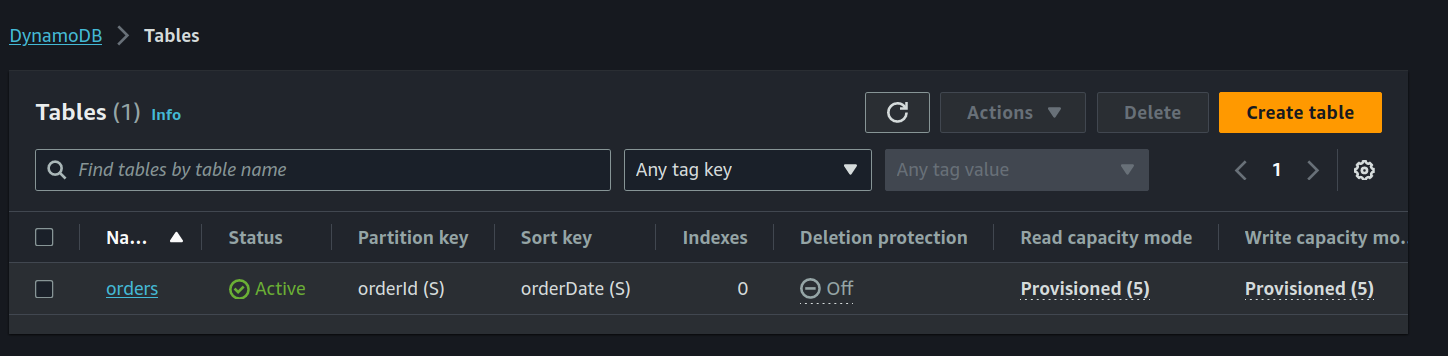 DynamoDB > Tables
Tables (1) Info
Actions Delete Create table
Find tables by table name Any tag key Any tag value 1
Na... Status Partition key Sort key Indexes Deletion protection Read capacity mode Write capacity mo..
orders Active orderId (S) orderDate (S) 0 Off Provisioned (5) Provisioned (5)